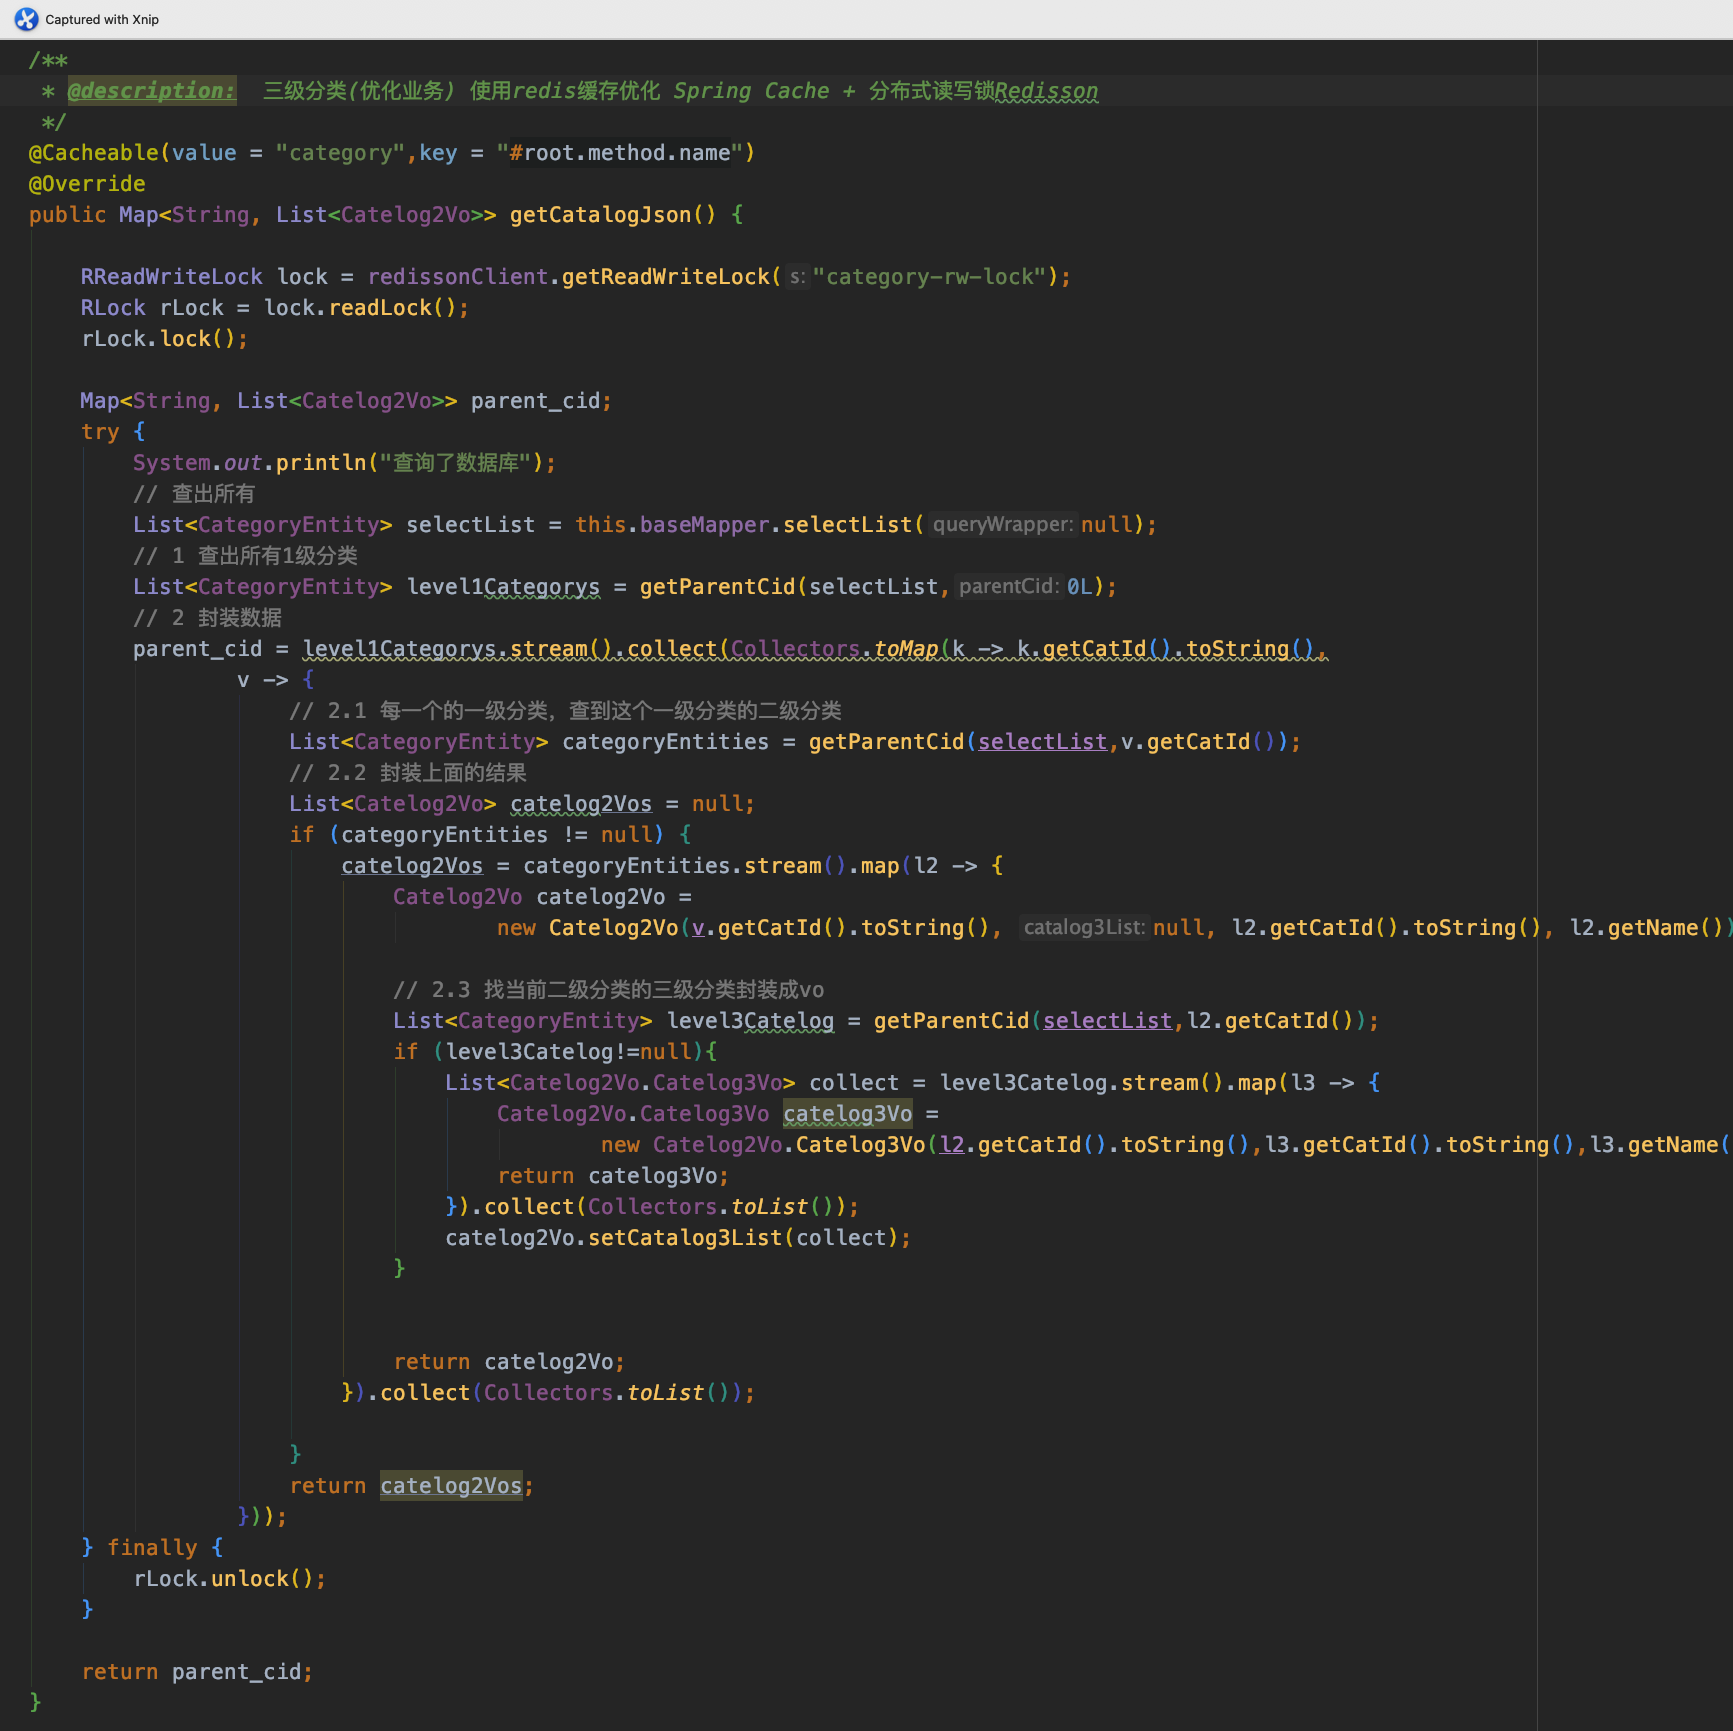 Captured with Xnip
/**
* @description:  三级分类(优化业务) 使用redis缓存优化 Spring Cache + 分布式读写锁Redisson
*/
@Cacheable(value = "category",key = "#root.method.name")
@Override
public Map<String, List<Catelog2Vo>> getCatalogJson() {
RReadWriteLock lock = redissonClient.getReadWriteLock( s: "category-rw-lock");
RLock rLock = lock.readLock();
rLock.lock();
Map<String, List<Catelog2Vo>> parent_cid;
try {
System.out.println("查询了数据库");
// 查出所有
List<CategoryEntity> selectList = this.baseMapper.selectList( queryWrapper: null);
// 1 查出所有1级分类
List<CategoryEntity> level1Categorys = getParentCid(selectList, parentCid: 0L);
// 2 封装数据
parent_cid = level1Categorys.stream().collect(Collectors.toMap(k -> k.getCatId().toString(),
v -> {
// 2.1 每一个的一级分类，查到这个一级分类的二级分类
List<CategoryEntity> categoryEntities = getParentCid(selectList,v.getCatId());
// 2.2 封装上面的结果
List<Catelog2Vo> catelog2Vos = null;
if (categoryEntities != null) {
catelog2Vos = categoryEntities.stream().map(l2 -> {
Catelog2Vo catelog2Vo =
new Catelog2Vo(v.getCatId().toString(), catalog3List: null, l2.getCatId().toString(), l2.getName())
// 2.3 找当前二级分类的三级分类封装成vo
List<CategoryEntity> level3Catelog = getParentCid(selectList,l2.getCatId());
if (level3Catelog!=null){
List<Catelog2Vo.Catelog3Vo> collect = level3Catelog.stream().map(l3 -> {
Catelog2Vo.Catelog3Vo catelog3Vo =
new Catelog2Vo.Catelog3Vo(l2.getCatId().toString(),l3.getCatId().toString(),l3.getName(
return catelog3Vo;
}).collect(Collectors.toList());
catelog2Vo.setCatalog3List(collect);
}
return catelog2Vo;
}).collect(Collectors.toList());
}
return catelog2Vos;
}));
} finally {
rLock.unlock();
}
return parent_cid;
}